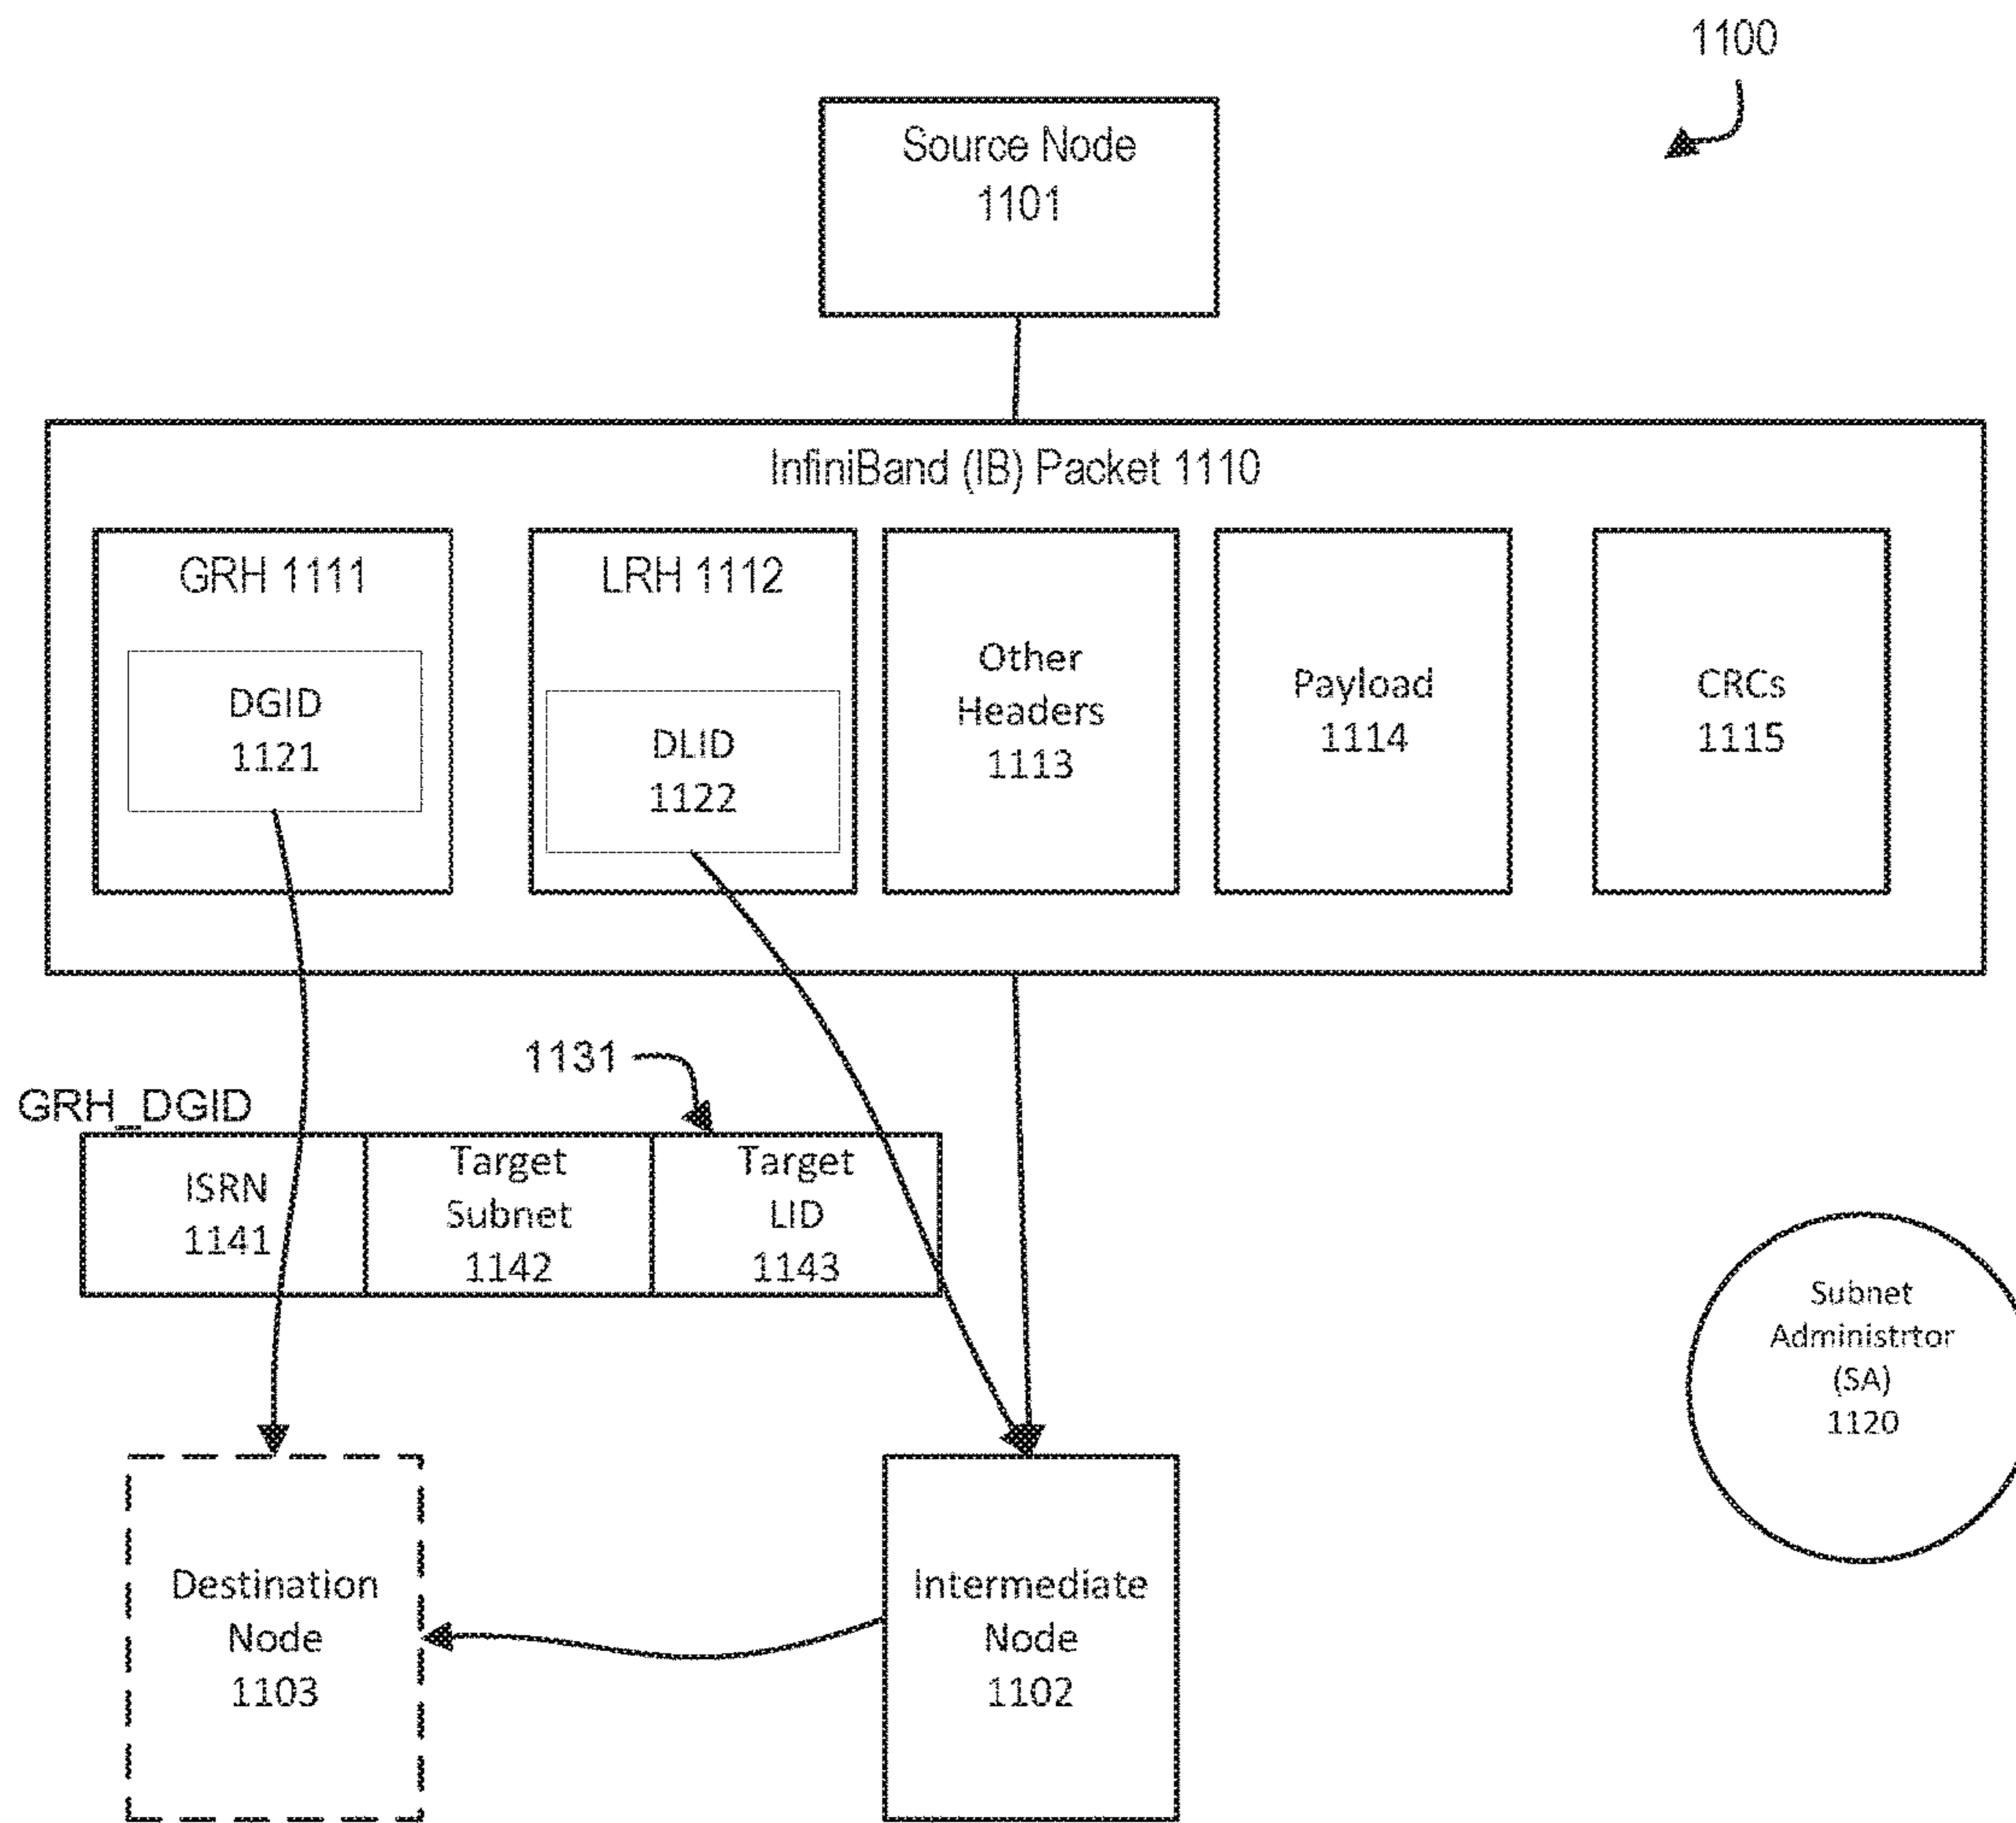 1100
Source Node
1101
InfiniBand (IB) Packet 1110
GRH 1111
DGID
1121
LRH 1112
DLID
1122
Other
Headers
1113
Payload
1114
CRCs
1115
1131
GRH_DGID
ISRN
1141
Target
Subnet
1142
Target
LID
1143
Subnet
Administrtor
(SA)
1120
Destination
Node
1103
Intermediate
Node
1102